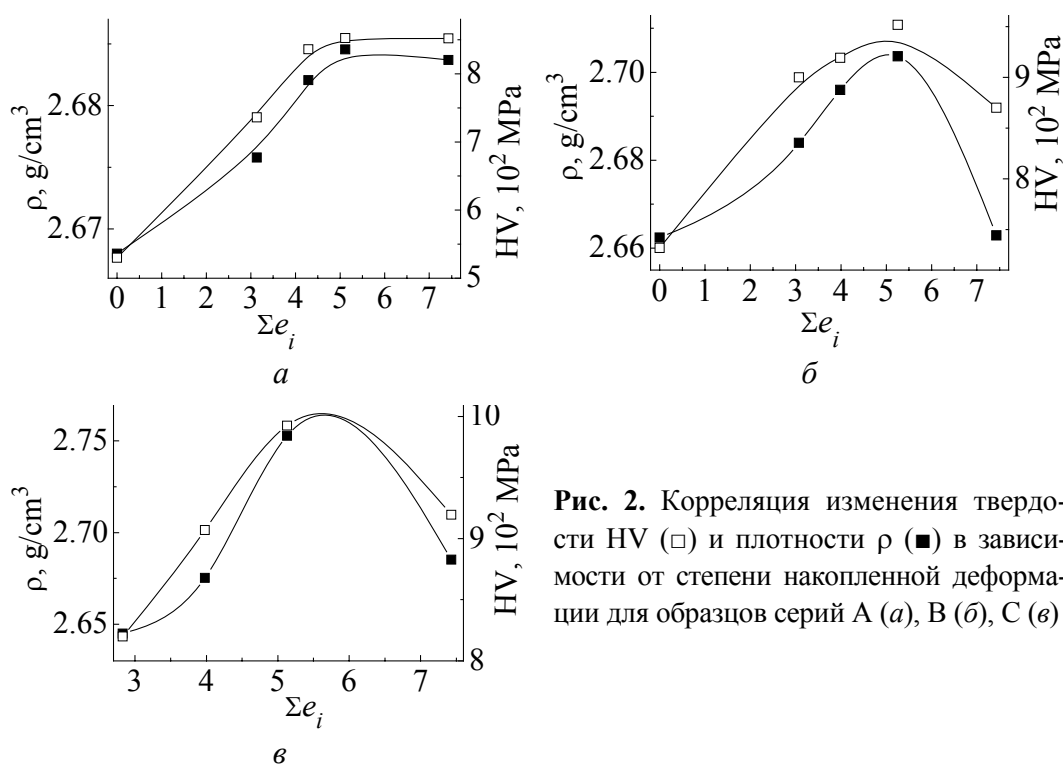 2.68
2.67
ρ, g/cm³
8
7
6
5
HV, 10² MPa
0 1 2 3 4 5 6 7
Σeᵢ
а
2.70
2.68
2.66
ρ, g/cm³
9
8
HV, 10² MPa
0 1 2 3 4 5 6 7
Σeᵢ
б
2.75
2.70
2.65
ρ, g/cm³
10
9
8
HV, 10² MPa
3 4 5 6 7
Σeᵢ
в
Рис. 2. Корреляция изменения твердо-
сти HV (□) и плотности ρ (■) в зависи-
мости от степени накопленной деформа-
ции для образцов серий А (а), В (б), С (в)